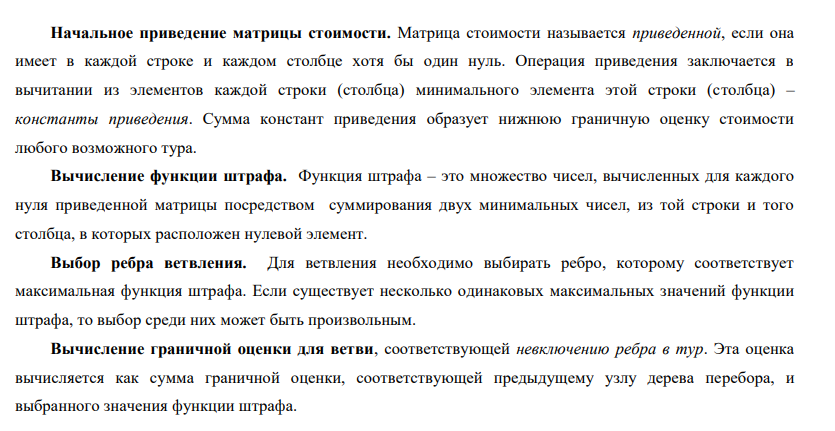 Начальное приведение матрицы стоимости. Матрица стоимости называется приведенной, если она
имеет в каждой строке и каждом столбце хотя бы один нуль. Операция приведения заключается в
вычитании из элементов каждой строки (столбца) минимального элемента этой строки (столбца) –
константы приведения. Сумма констант приведения образует нижнюю граничную оценку стоимости
любого возможного тура.
Вычисление функции штрафа. Функция штрафа – это множество чисел, вычисленных для каждого
нуля приведенной матрицы посредством суммирования двух минимальных чисел, из той строки и того
столбца, в которых расположен нулевой элемент.
Выбор ребра ветвления. Для ветвления необходимо выбирать ребро, которому соответствует
максимальная функция штрафа. Если существует несколько одинаковых максимальных значений функции
штрафа, то выбор среди них может быть произвольным.
Вычисление граничной оценки для ветви, соответствующей невключению ребра в тур. Эта оценка
вычисляется как сумма граничной оценки, соответствующей предыдущему узлу дерева перебора, и
выбранного значения функции штрафа.